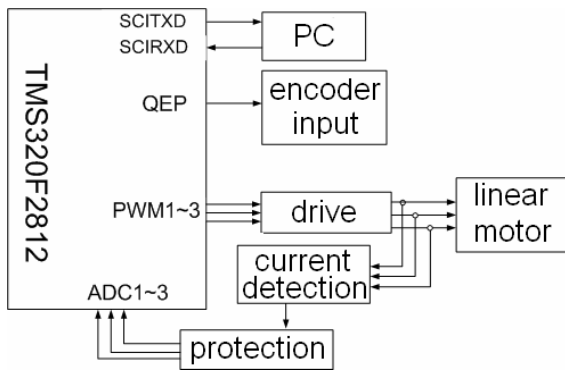 SCITXD
SCIRXD
PC
TMS320F2812
QEP
encoder
input
PWM1~3
drive
linear
motor
current
detection
ADC1~3
protection